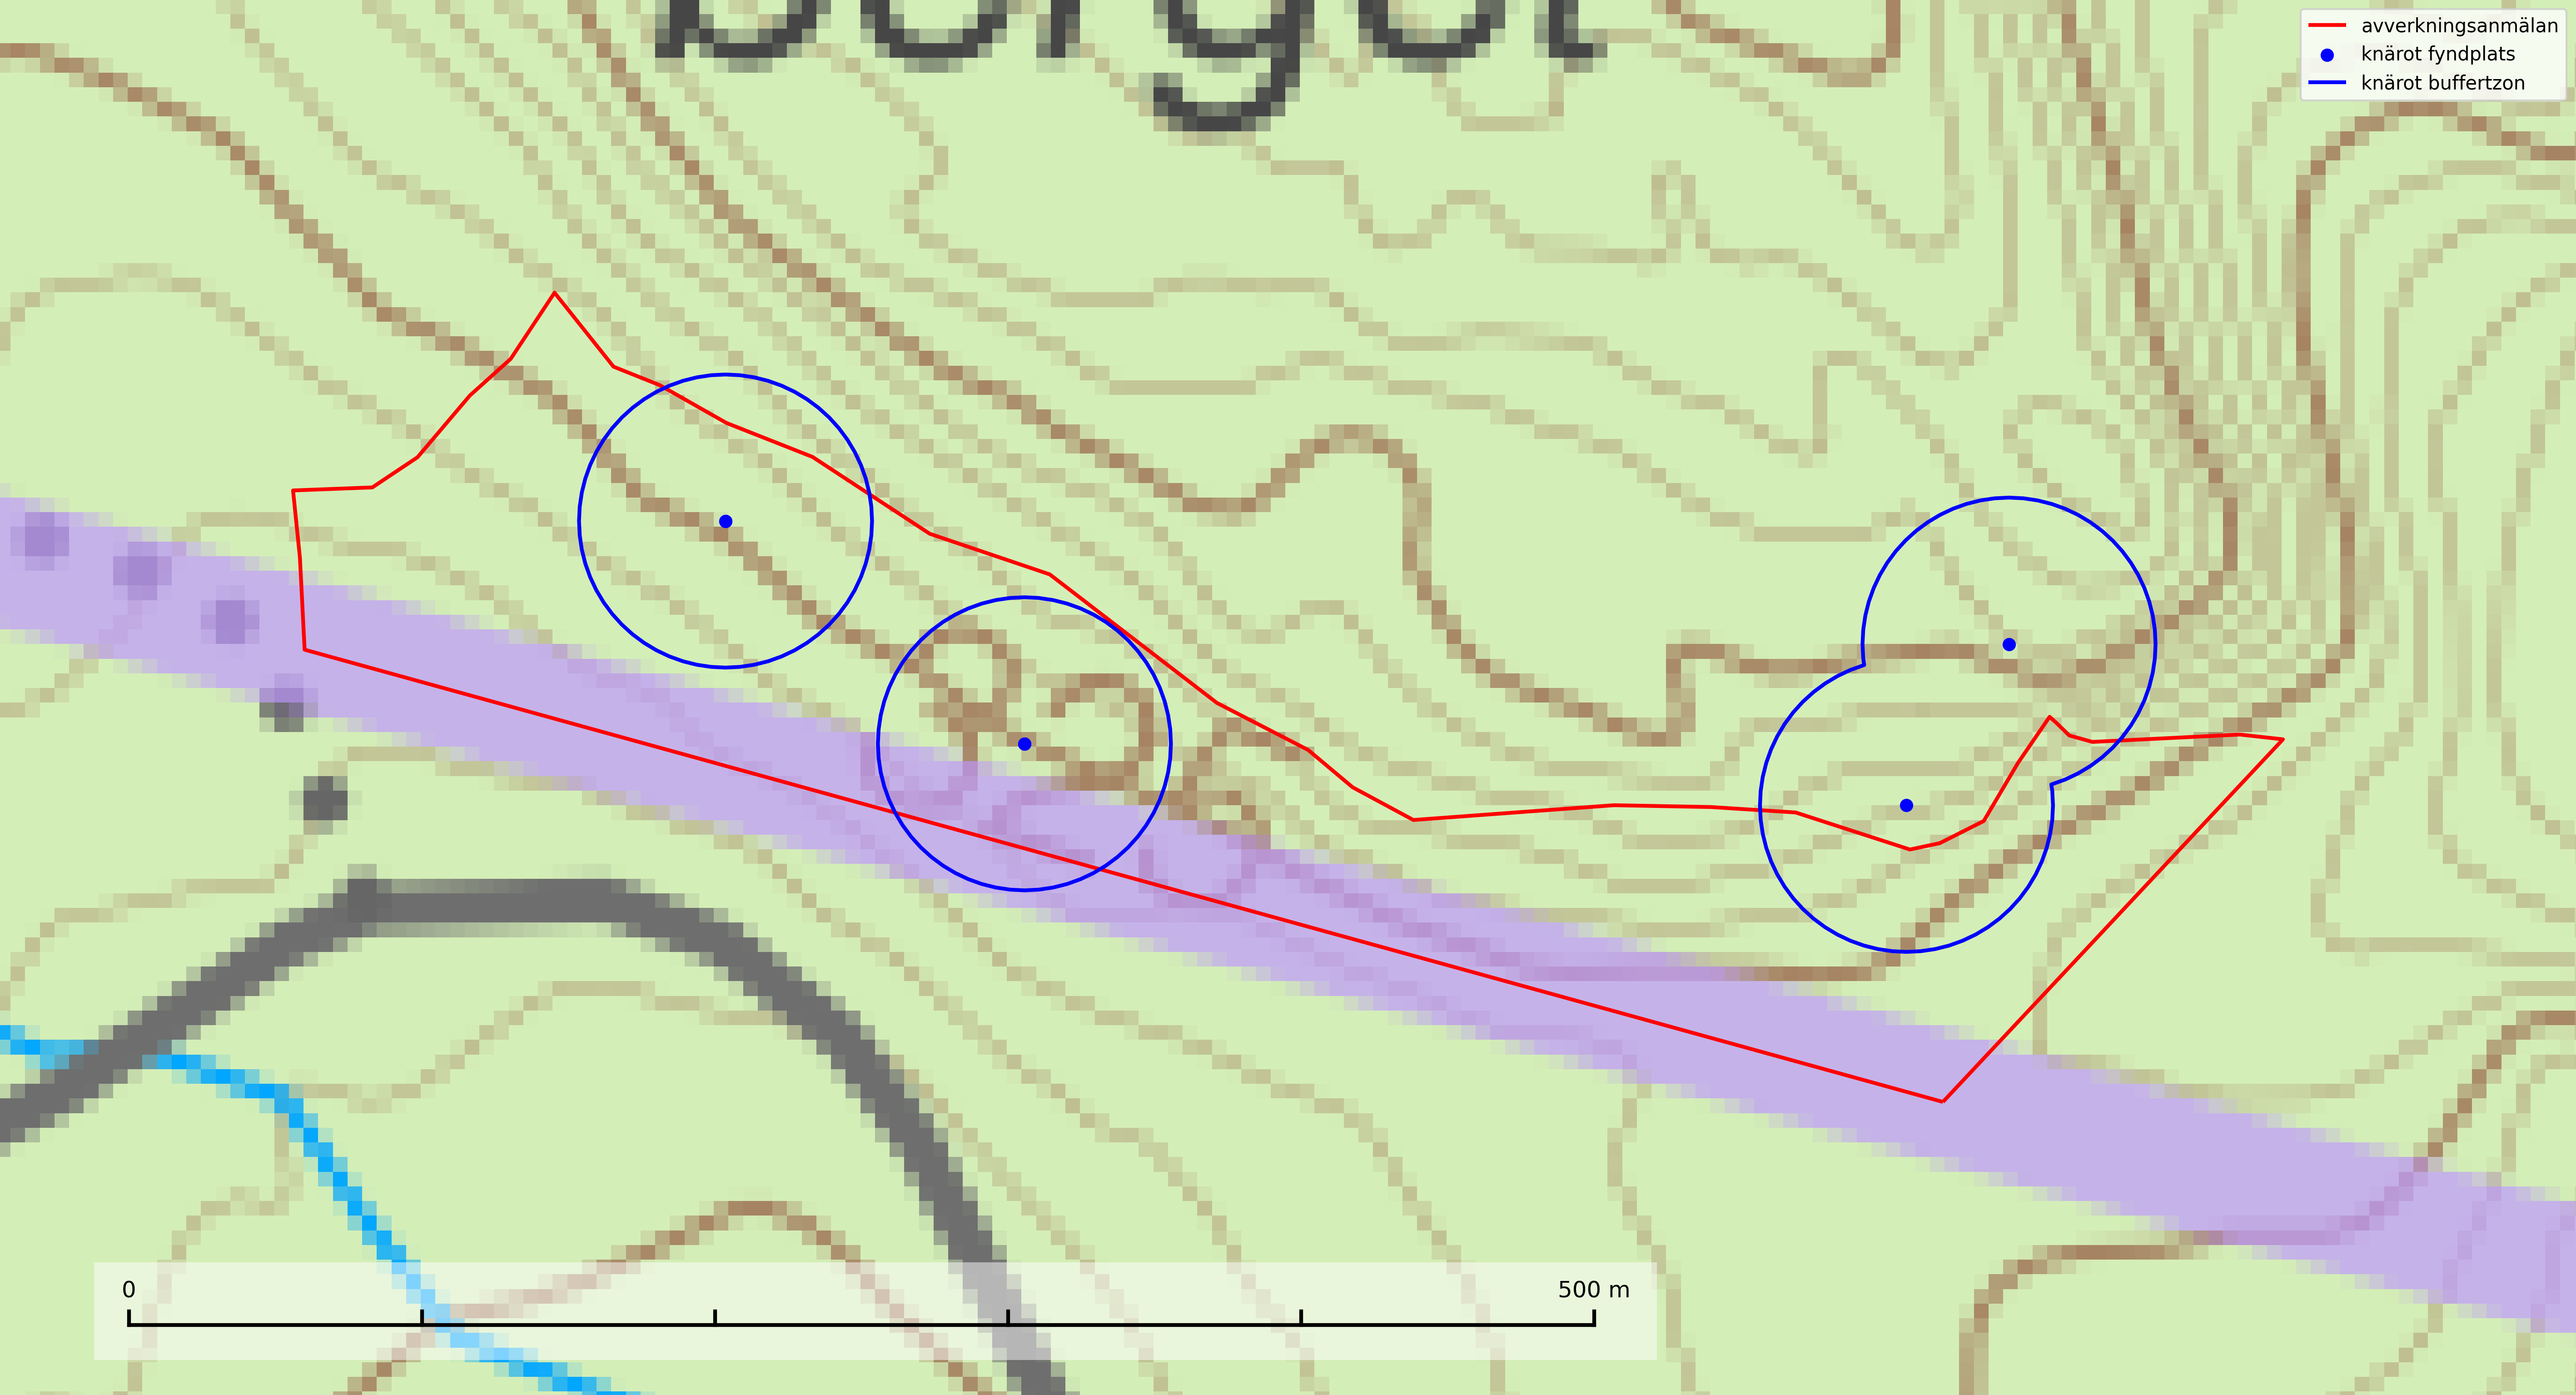 avverkningsanmälan
knärot fyndplats
knärot buffertzon
0 500 m